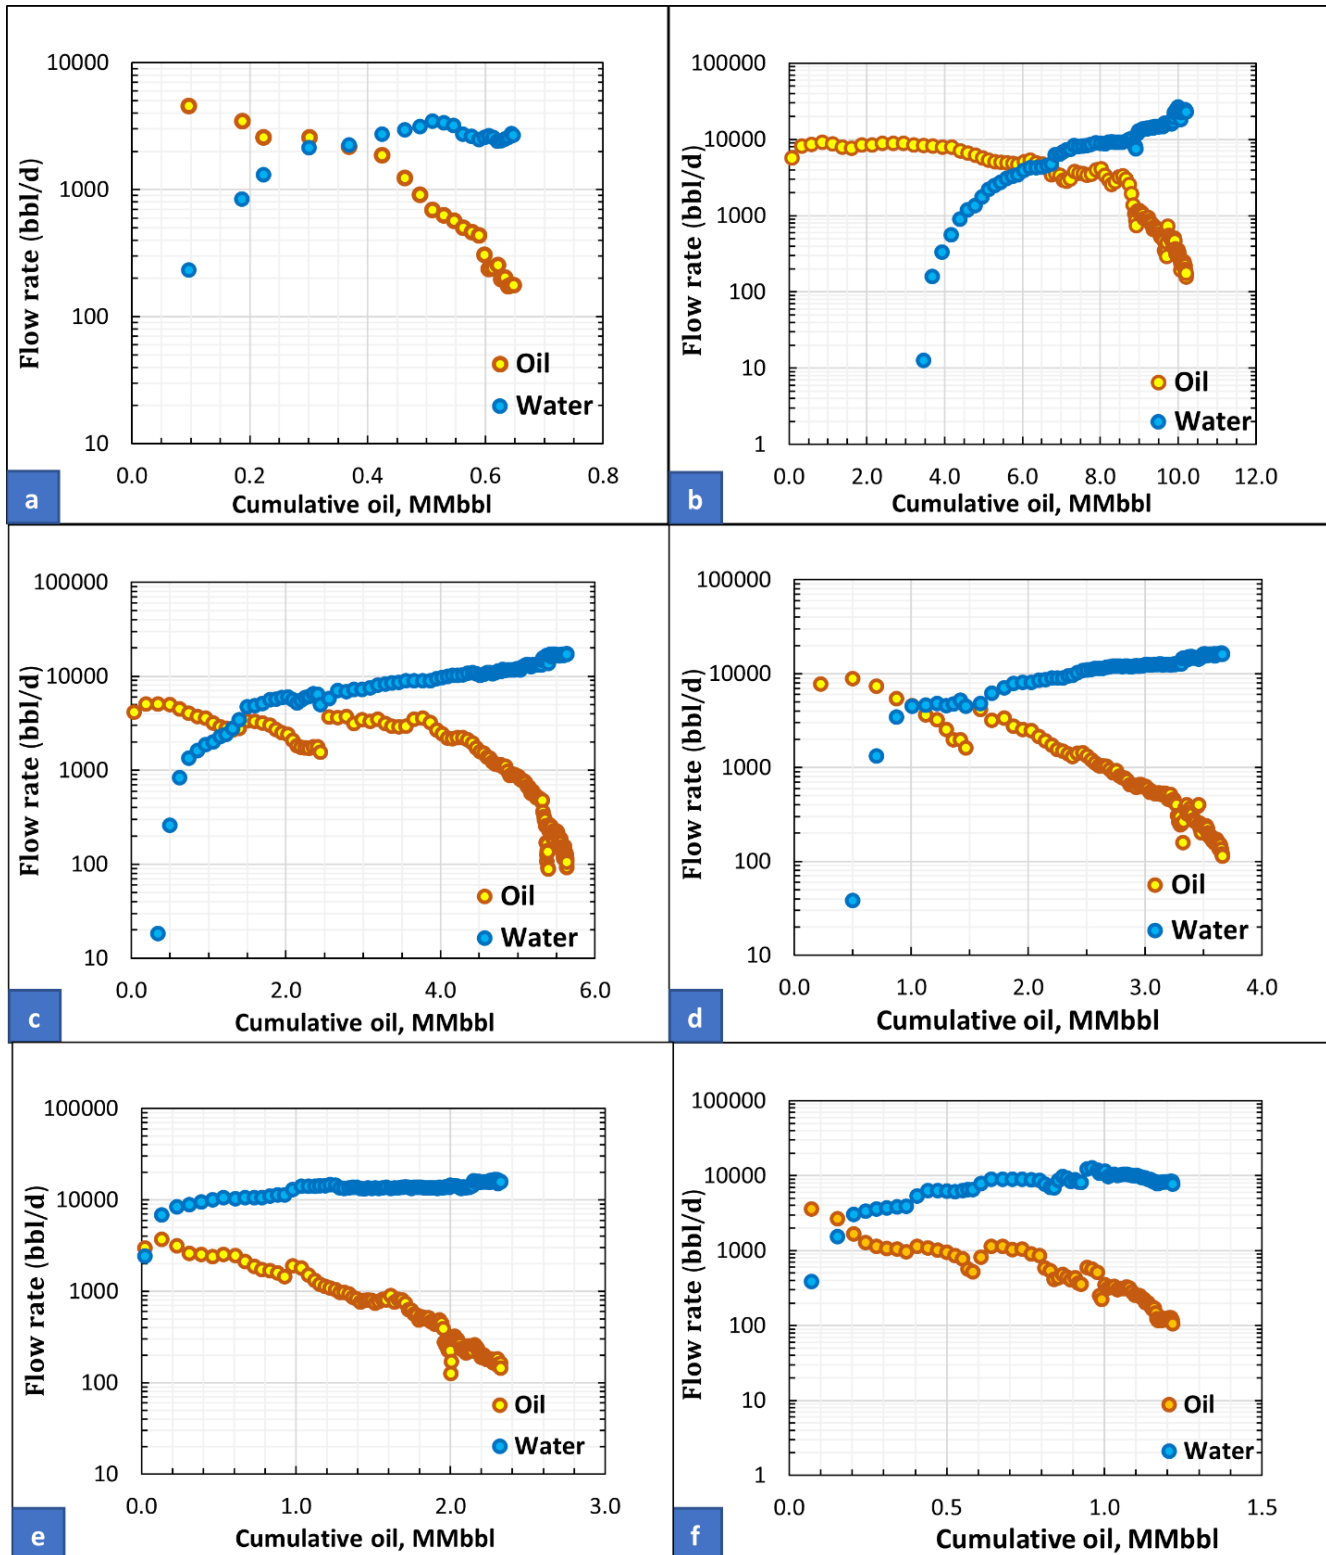 Flow rate (bbl/d)
10000
1000
100
10
0.0 0.2 0.4 0.6 0.8
Cumulative oil, MMbbl
Oil
Water
a
Flow rate (bbl/d)
100000
10000
1000
100
10
1
0.0 2.0 4.0 6.0 8.0 10.0 12.0
Cumulative oil, MMbbl
Oil
Water
b
Flow rate (bbl/d)
100000
10000
1000
100
10
0.0 2.0 4.0 6.0
Cumulative oil, MMbbl
Oil
Water
c
Flow rate (bbl/d)
100000
10000
1000
100
10
0.0 1.0 2.0 3.0 4.0
Cumulative oil, MMbbl
Oil
Water
d
Flow rate (bbl/d)
100000
10000
1000
100
10
0.0 1.0 2.0 3.0
Cumulative oil, MMbbl
Oil
Water
e
Flow rate (bbl/d)
100000
10000
1000
100
10
1
0.0 0.5 1.0 1.5
Cumulative oil, MMbbl
Oil
Water
f